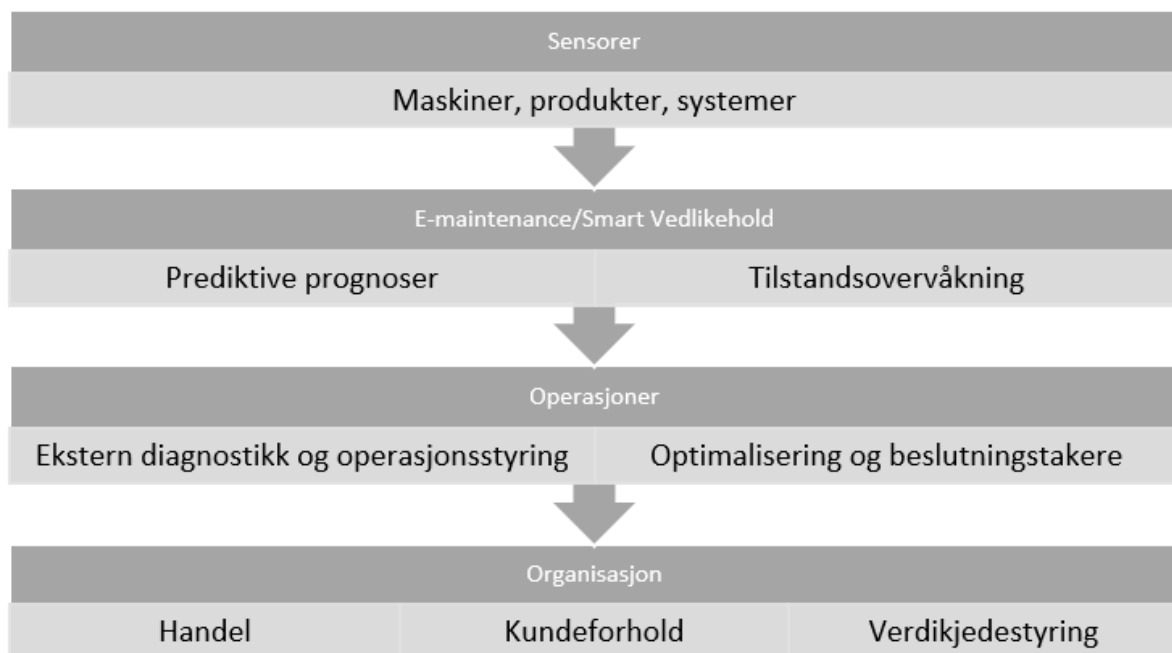 Sensorer
Maskiner, produkter, systemer
E-maintenance/Smart Vedlikehold
Prediktive prognoser
Tilstandsovervåkning
Operasjoner
Ekstern diagnostikk og operasjonsstyring
Optimalisering og beslutningstakere
Organisasjon
Handel
Kundeforhold
Verdikjedestyring